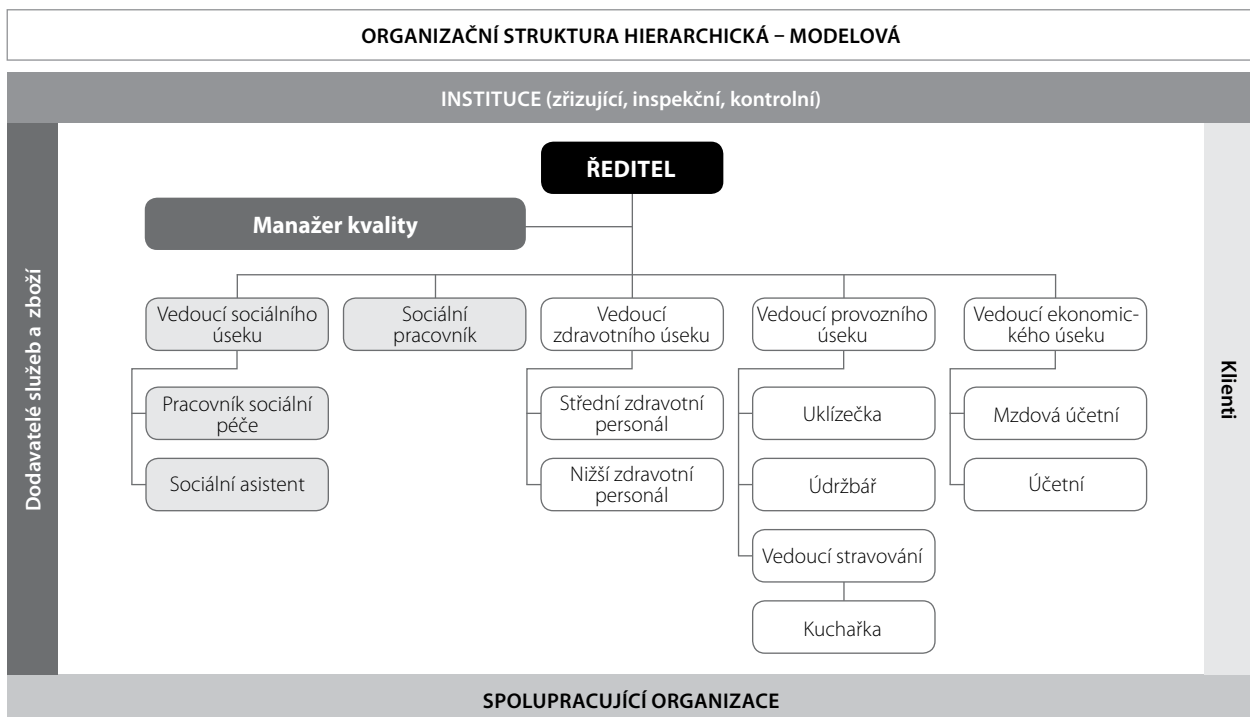 ORGANIZAČNÍ STRUKTURA HIERARCHICKÁ – MODELOVÁ
INSTITUCE (zřizující, inspekční, kontrolní)
Dodavatelé služeb a zboží
ŘEDITEL
Manažer kvality
Vedoucí sociálního
úseku
Sociální
pracovník
Vedoucí
zdravotního úseku
Vedoucí provozního
úseku
Vedoucí ekonomic-
kého úseku
Pracovník sociální
péče
Střední zdravotní
personál
Uklízečka
Mzdová účetní
Sociální asistent
Nižší zdravotní
personál
Údržbář
Účetní
Vedoucí stravování
Kuchařka
Klienti
SPOLUPRACUJÍCÍ ORGANIZACE